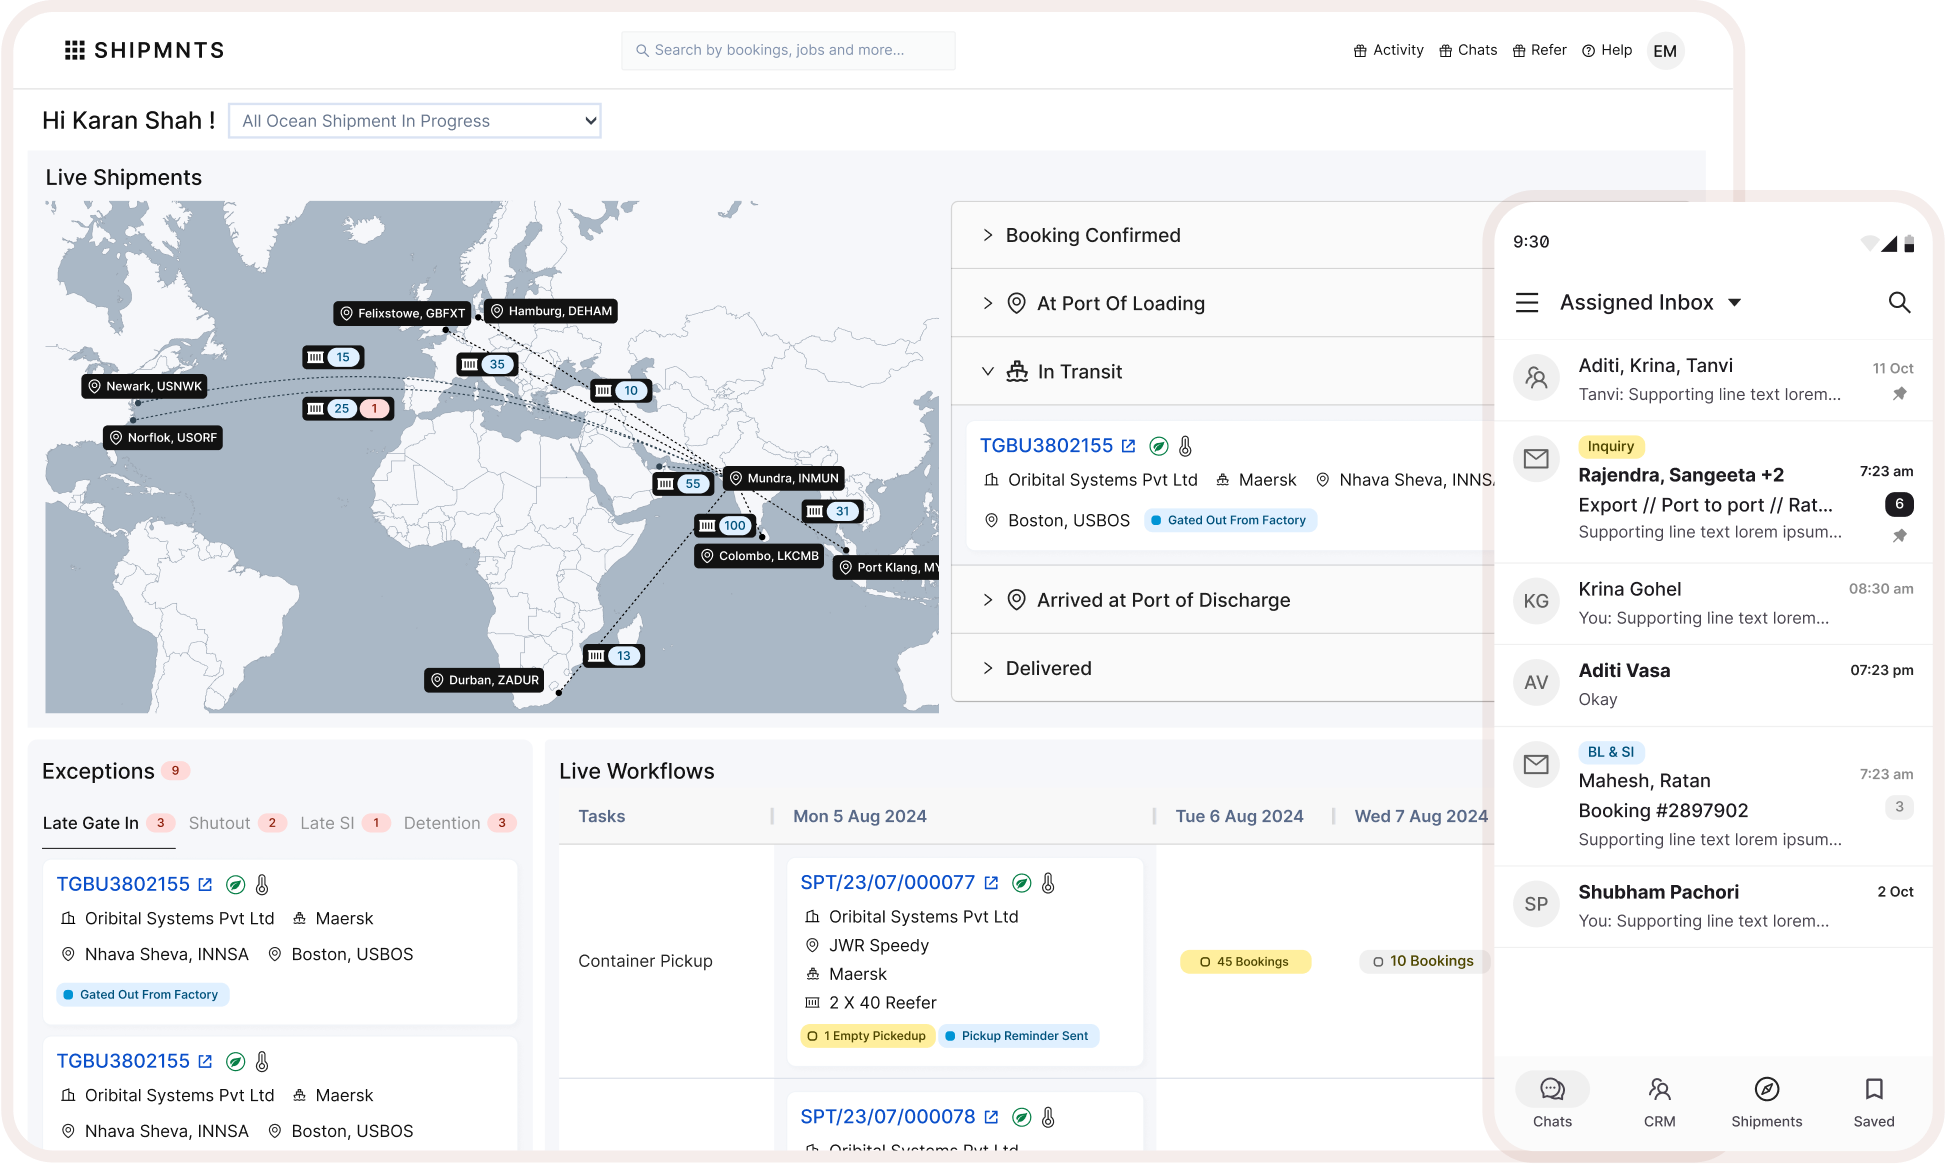 SHIPMNTS
Search by bookings, jobs and more...
Activity
Chats
Refer
Help
EM
Hi Karan Shah !
All Ocean Shipment In Progress
Live Shipments
Felixstowe, GBFXT
Hamburg, DEHAM
15
35
Newark, USNWK
10
25 1
Norflok, USORF
55
Mundra, INMUN
100
31
Colombo, LKCMB
Port Klang, MY
13
Durban, ZADUR
Booking Confirmed
At Port Of Loading
In Transit
TGBU3802155
Oribital Systems Pvt Ltd Maersk Nhava Sheva, INNSA
Boston, USBOS Gated Out From Factory
Arrived at Port of Discharge
Delivered
Exceptions 9
Late Gate In 3 Shutout 2 Late SI 1 Detention 3
TGBU3802155
Oribital Systems Pvt Ltd Maersk
Nhava Sheva, INNSA Boston, USBOS
Gated Out From Factory
TGBU3802155
Oribital Systems Pvt Ltd Maersk
Nhava Sheva, INNSA Boston, USBOS
Live Workflows
Tasks Mon 5 Aug 2024 Tue 6 Aug 2024 Wed 7 Aug 2024
Container Pickup
SPT/23/07/000077
Oribital Systems Pvt Ltd
JWR Speedy
Maersk
2 X 40 Reefer
1 Empty Pickedup Pickup Reminder Sent
45 Bookings
10 Bookings
SPT/23/07/000078
Oribital Systems Pvt Ltd
9:30
Assigned Inbox
Aditi, Krina, Tanvi 11 Oct
Tanvi: Supporting line text lorem...
Inquiry
Rajendra, Sangeeta +2 7:23 am
Export // Port to port // Rat... 6
Supporting line text lorem ipsum...
KG
Krina Gohel 08:30 am
You: Supporting line text lorem...
AV
Aditi Vasa 07:23 pm
Okay
BL & SI
Mahesh, Ratan 7:23 am
Booking #2897902 3
Supporting line text lorem ipsum...
SP
Shubham Pachori 2 Oct
You: Supporting line text lorem...
Chats CRM Shipments Saved